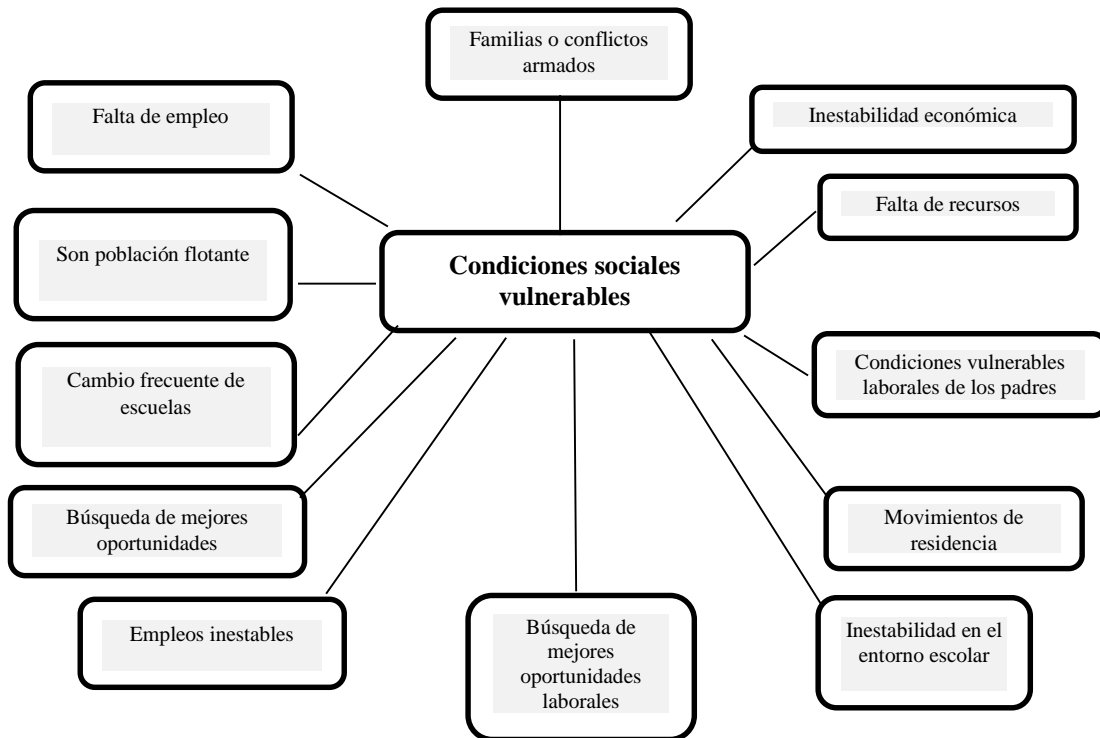 Familias o conflictos
armados
Falta de empleo
Inestabilidad económica
Falta de recursos
Son población flotante
Condiciones sociales
vulnerables
Cambio frecuente de
escuelas
Condiciones vulnerables
laborales de los padres
Búsqueda de mejores
oportunidades
Movimientos de
residencia
Empleos inestables
Búsqueda de
mejores
oportunidades
laborales
Inestabilidad en el
entorno escolar